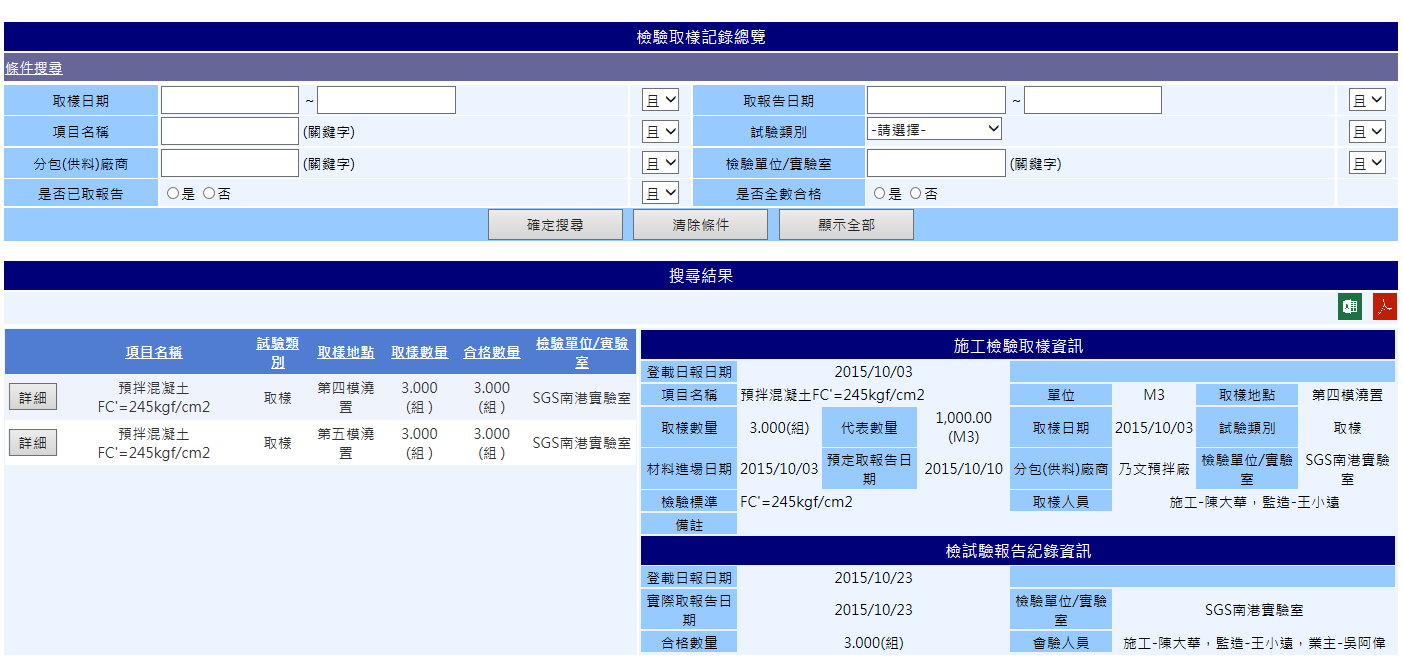 檢驗取樣記錄總覽
條件搜尋
取樣日期 ~ 且 取報告日期 ~ 且
項目名稱 (關鍵字) 且 試驗類別 -請選擇- 且
分包(供料)廠商 (關鍵字) 且 檢驗單位/實驗室 (關鍵字) 且
是否已取報告 是 否 且 是否全數合格 是 否
確定搜尋 清除條件 顯示全部
搜尋結果
項目名稱 試驗類別 取樣地點 取樣數量 合格數量 檢驗單位/實驗室
詳細 預拌混凝土 FC'=245kgf/cm2 取樣 第四模澆置 3.000 (組) 3.000 (組) SGS南港實驗室
詳細 預拌混凝土 FC'=245kgf/cm2 取樣 第五模澆置 3.000 (組) 3.000 (組) SGS南港實驗室
施工檢驗取樣資訊
登載日報日期 2015/10/03
項目名稱 預拌混凝土FC'=245kgf/cm2 單位 M3 取樣地點 第四模澆置
取樣數量 3.000(組) 代表數量 1,000.00 (M3) 取樣日期 2015/10/03 試驗類別 取樣
材料進場日期 2015/10/03 預定取報告日期 2015/10/10 分包(供料)廠商 乃文預拌廠 檢驗單位/實驗室 SGS南港實驗室
檢驗標準 FC'=245kgf/cm2 取樣人員 施工-陳大華，監造-王小遠
備註
檢試驗報告紀錄資訊
登載日報日期 2015/10/23
實際取報告日期 2015/10/23 檢驗單位/實驗室 SGS南港實驗室
合格數量 3.000(組) 會驗人員 施工-陳大華，監造-王小遠，業主-吳阿偉